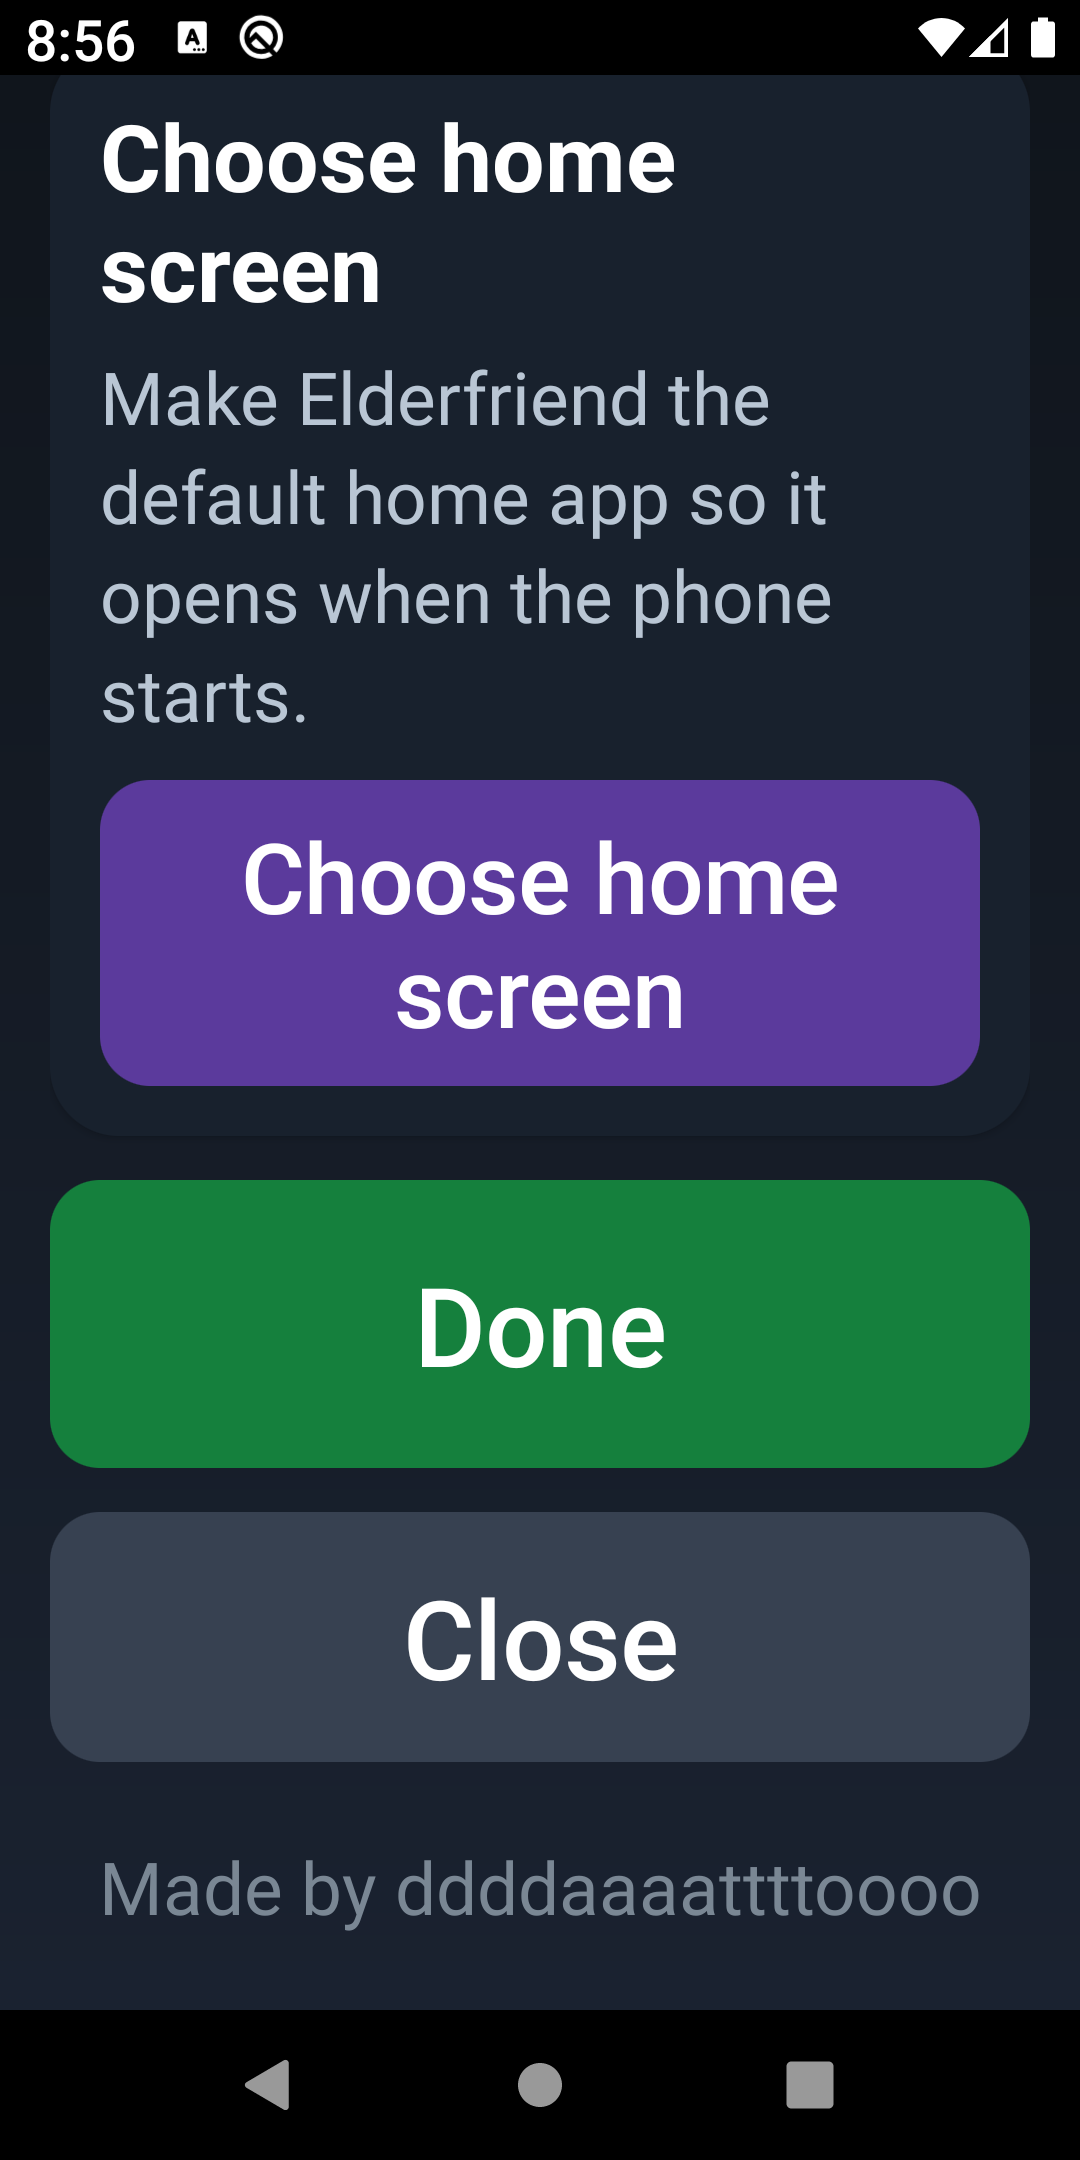 8:56
Choose home
screen
Make Elderfriend the
default home app so it
opens when the phone
starts.
Choose home
screen
Done
Close
Made by ddddaaaattttoooo